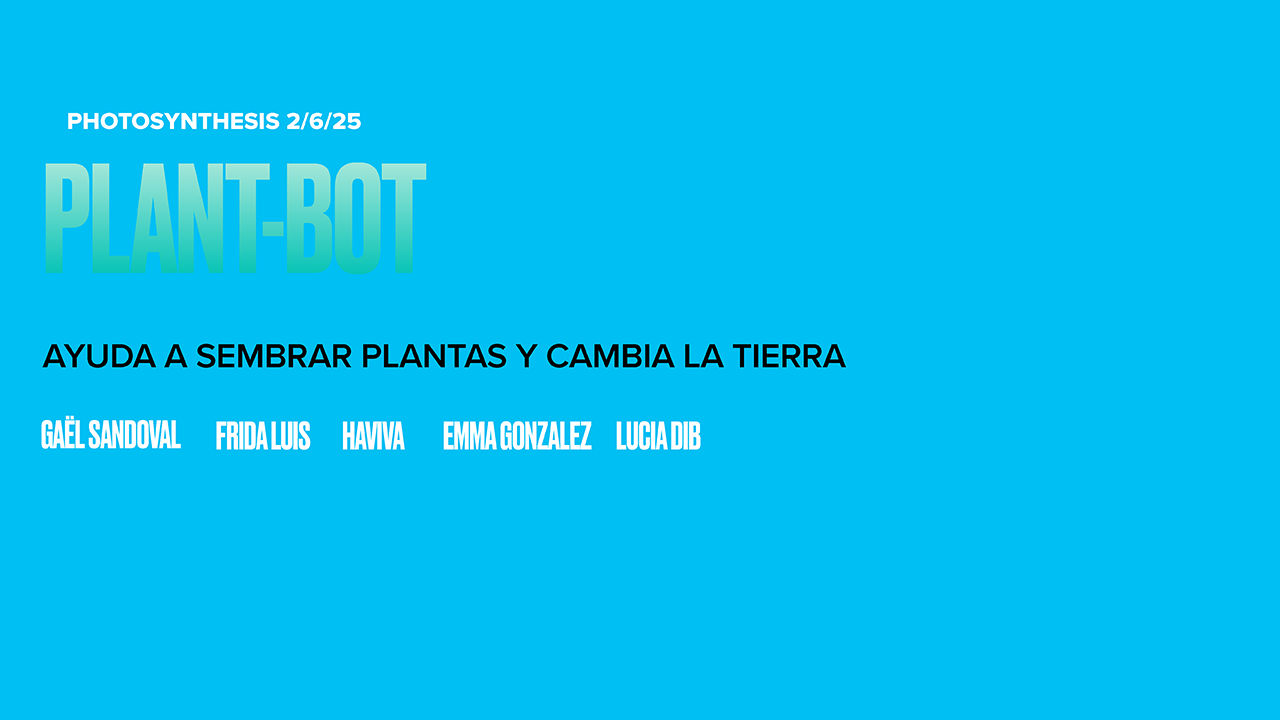 PHOTOSYNTHESIS 2/6/25
PLANT-BOT
AYUDA A SEMBRAR PLANTAS Y CAMBIA LA TIERRA
GAËL SANDOVAL FRIDA LUIS HAVIVA EMMA GONZALEZ LUCIA DIB